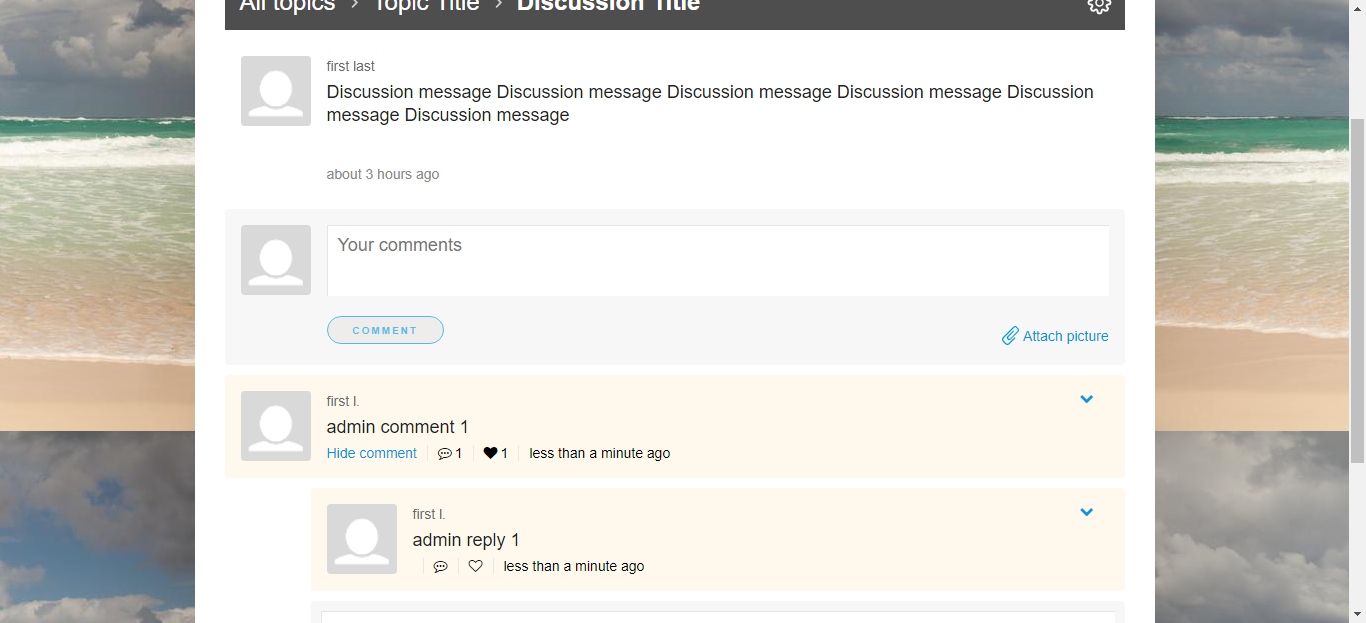 All topics > Topic Title > Discussion Title
first last
Discussion message Discussion message Discussion message Discussion message Discussion
message Discussion message
about 3 hours ago
Your comments
COMMENT
Attach picture
first l.
admin comment 1
Hide comment 1 1 less than a minute ago
first l.
admin reply 1
less than a minute ago